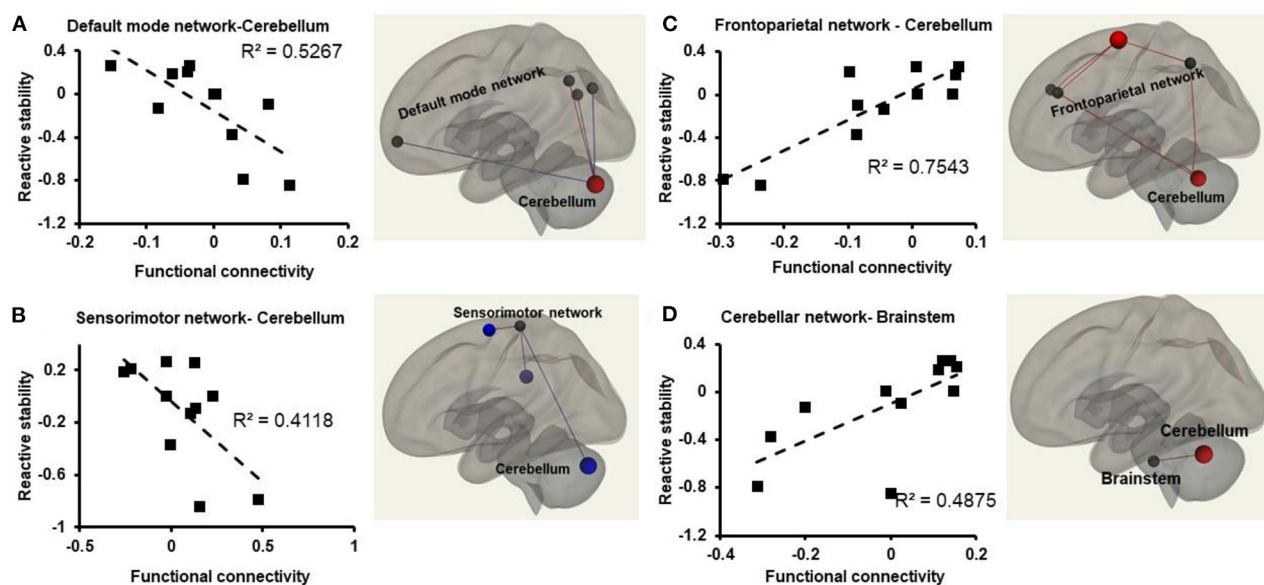 A
Default mode network-Cerebellum
R² = 0.5267
Reactive stability
0.4
0
-0.4
-0.8
-1.2
-0.2
-0.1
0
0.1
0.2
Functional connectivity
Default mode network
Cerebellum
B
Sensorimotor network- Cerebellum
R² = 0.4118
Reactive stability
0.2
-0.2
-0.6
-1
-0.5
0
0.5
1
Functional connectivity
Sensorimotor network
Cerebellum
C
Frontoparietal network - Cerebellum
R² = 0.7543
Reactive stability
0.4
0
-0.4
-0.8
-1.2
-0.3
-0.2
-0.1
0
0.1
Functional connectivity
Frontoparietal network
Cerebellum
D
Cerebellar network- Brainstem
R² = 0.4875
Reactive stability
0.4
0
-0.4
-0.8
-1.2
-0.4
-0.2
0
0.2
Functional connectivity
Cerebellum
Brainstem